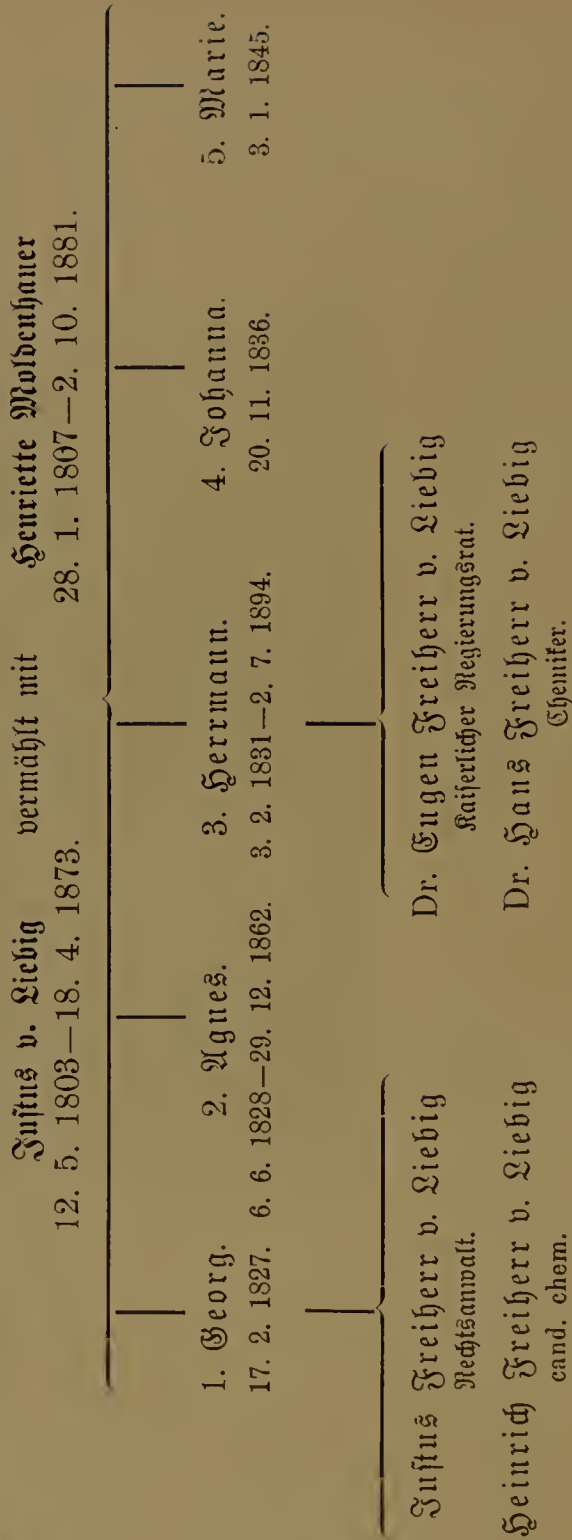 Justus v. Liebig vermählt mit Henriette Moldenhauer
12. 5. 1803—18. 4. 1873. 28. 1. 1807—2. 10. 1881.
1. Georg. 2. Agnes. 3. Herrmann. 4. Johanna. 5. Marie.
17. 2. 1827. 6. 6. 1828—29. 12. 1862. 3. 2. 1831—2. 7. 1894. 20. 11. 1836. 3. 1. 1845.
Justus Freiherr v. Liebig
Rechtsanwalt.
Heinrich Freiherr v. Liebig
cand. chem.
Dr. Eugen Freiherr v. Liebig
Kaiserlicher Regierungsrat.
Dr. Hans Freiherr v. Liebig
Chemiker.